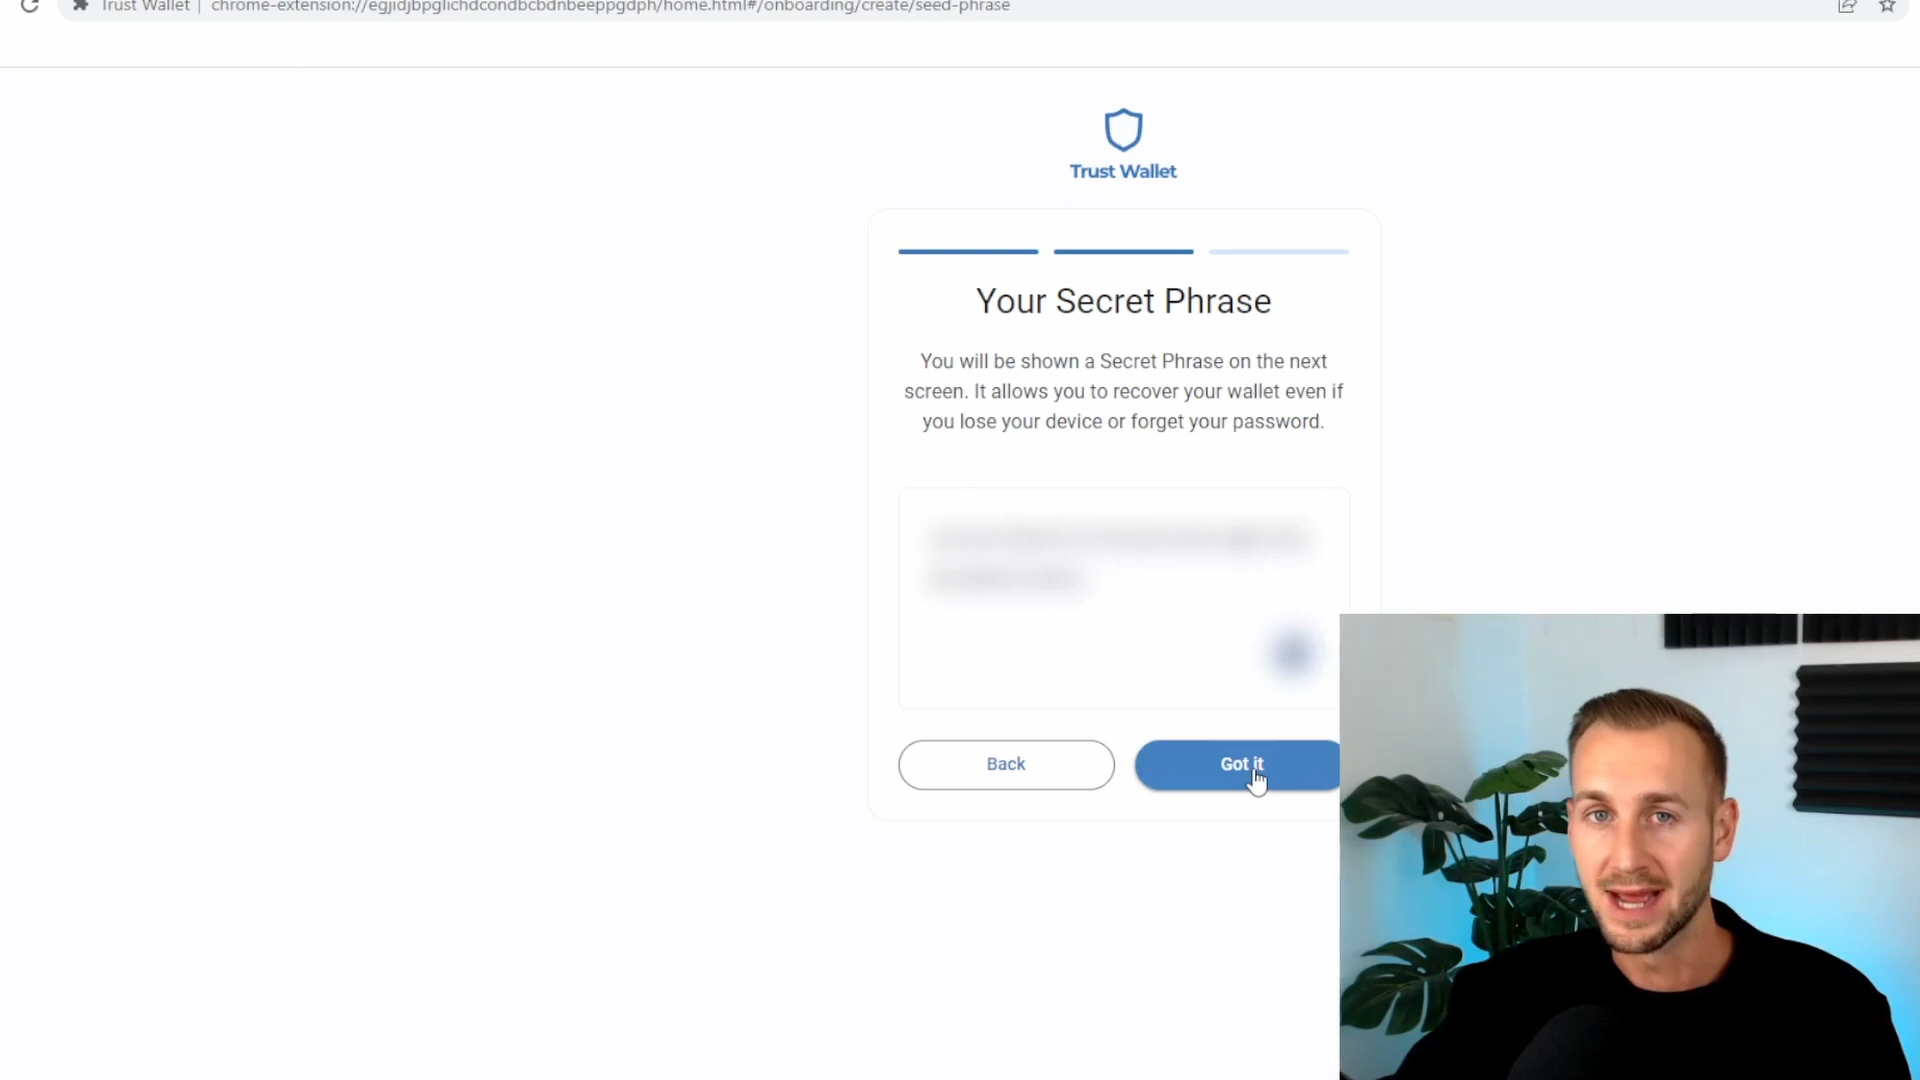 Trust Wallet | chrome-extension://egjidjbpglichdcondbcbdnbeeppgdph/home.html#/onboarding/create/seed-phrase
Trust Wallet
Your Secret Phrase
You will be shown a Secret Phrase on the next
screen. It allows you to recover your wallet even if
you lose your device or forget your password.
Back
Got it